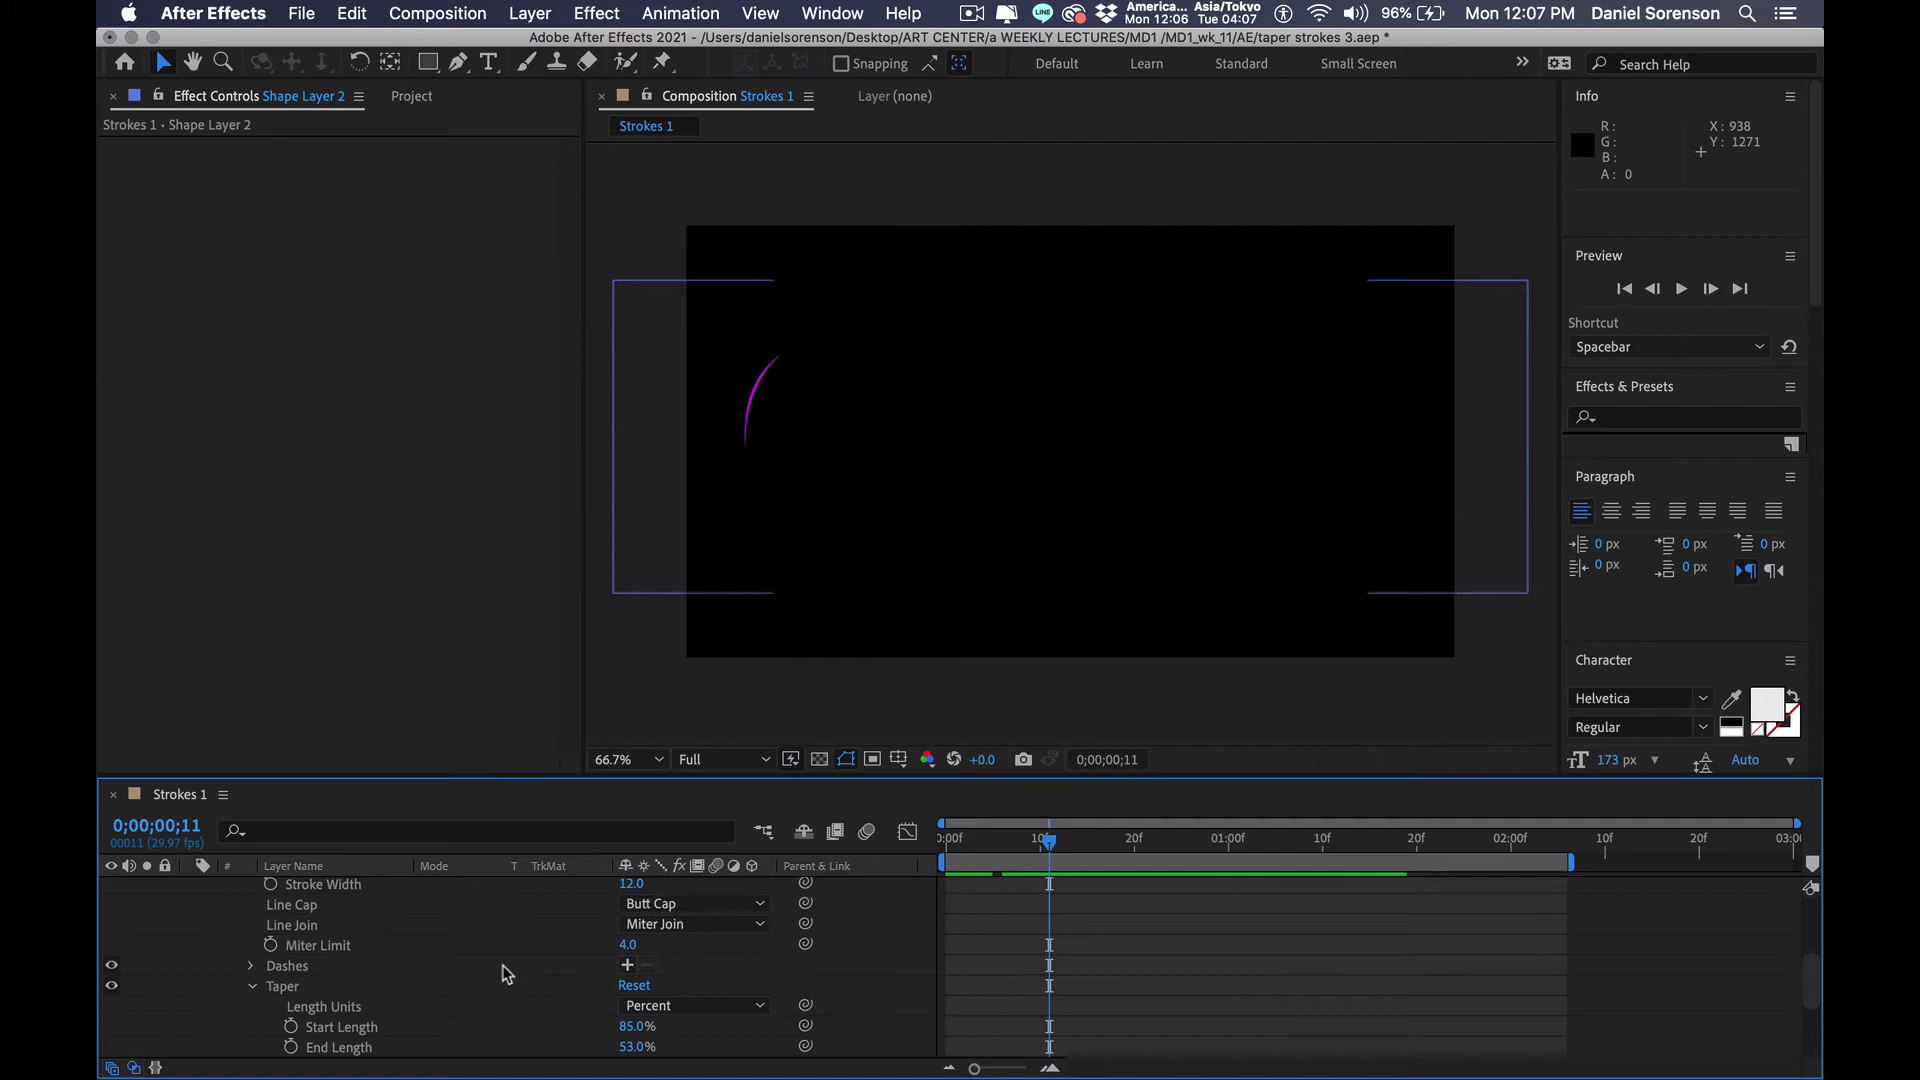 After Effects File Edit Composition Layer Effect Animation View Window Help LINE America... Mon 12:06 Asia/Tokyo Tue 04:07 96% Mon 12:07 PM Daniel Sorenson
Adobe After Effects 2021 - /Users/danielsorenson/Desktop/ART CENTER/a WEEKLY LECTURES/MD1 /MD1_wk_11/AE/taper strokes 3.aep *
Snapping Default Learn Standard Small Screen Search Help
Effect Controls Shape Layer 2 Project Composition Strokes 1 Layer (none) Info
Strokes 1 • Shape Layer 2 Strokes 1
R: X: 938
G: Y: 1271
B:
A: 0
Preview
Shortcut
Spacebar
Effects & Presets
Paragraph
0 px 0 px 0 px
0 px 0 px
Character
Helvetica
Regular
66.7% Full +0.0 0;00;00;11 173 px Auto
Strokes 1
0;00;00;11
00011 (29.97 fps)
0:00f 10f 20f 01:00f 10f 20f 02:00f 10f 20f 03:0
# Layer Name Mode T TrkMat fx Parent & Link
Stroke Width 12.0
Line Cap Butt Cap
Line Join Miter Join
Miter Limit 4.0
Dashes + −
Taper Reset
Length Units Percent
Start Length 85.0%
End Length 53.0%